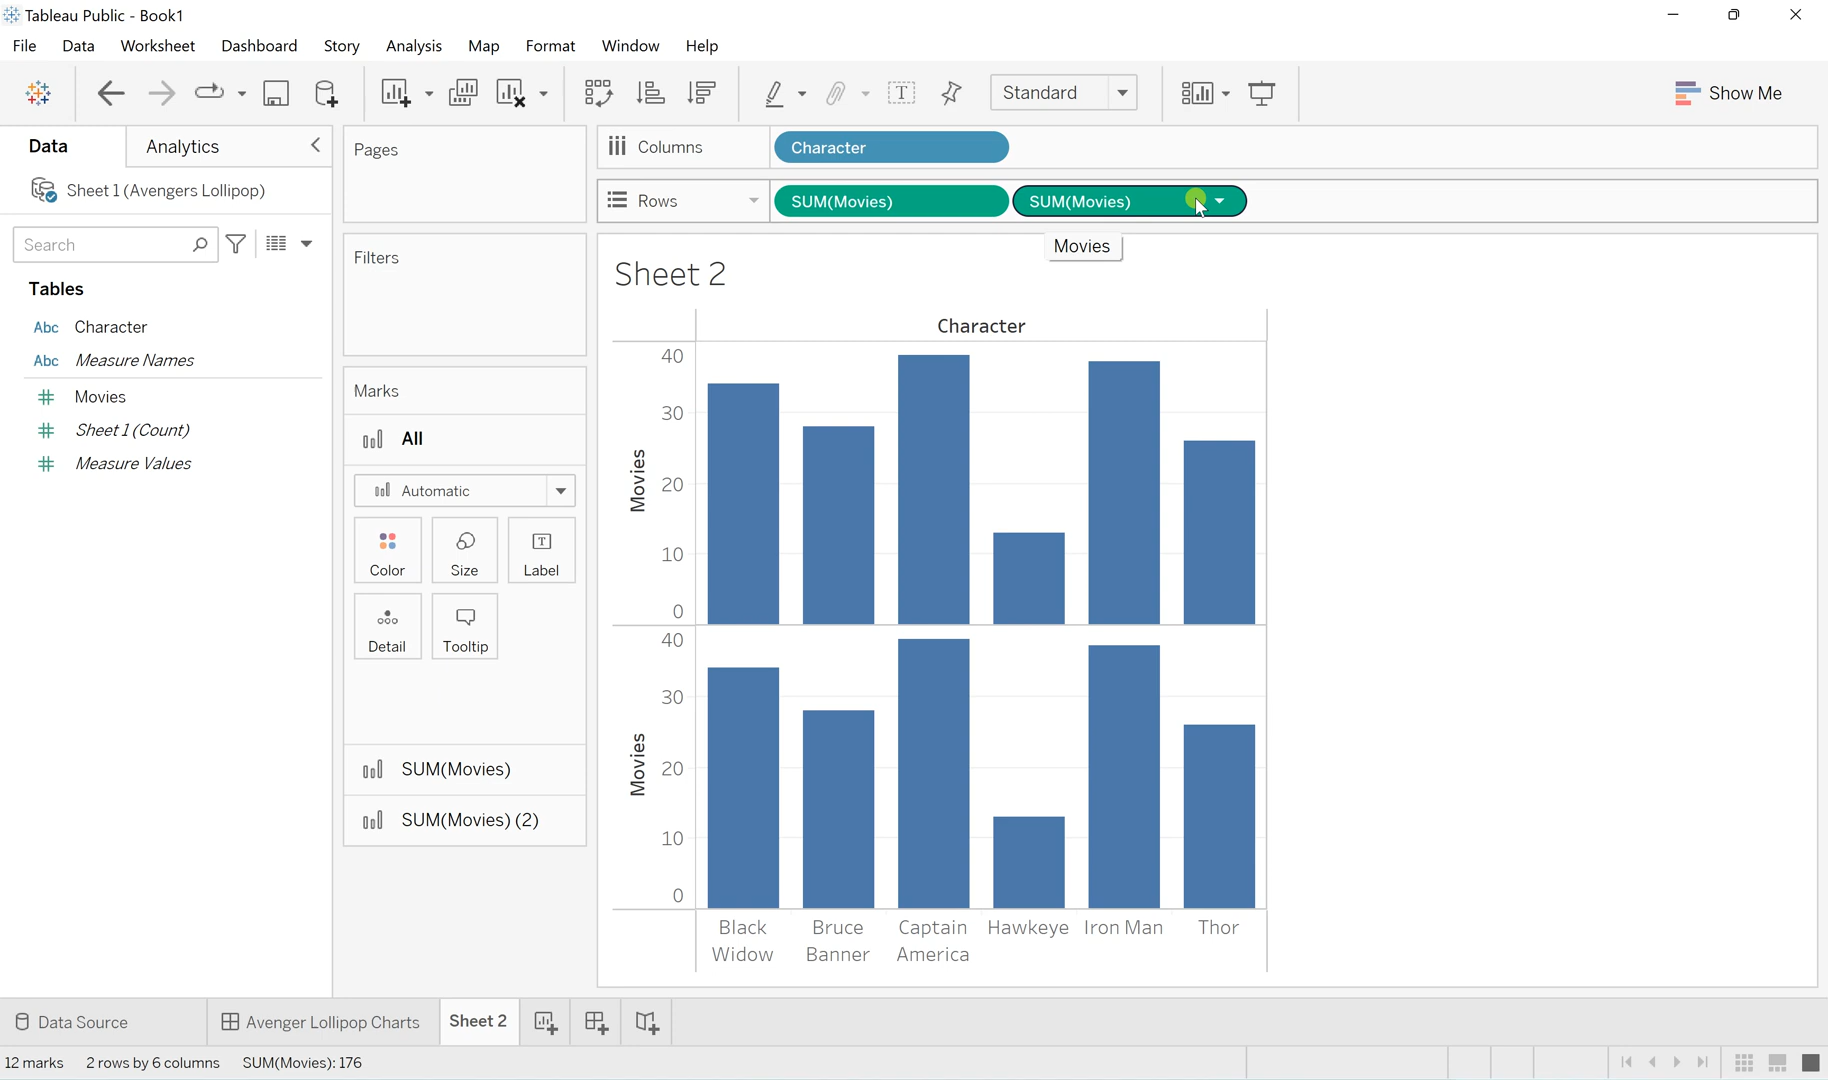 Tableau Public - Book1
File Data Worksheet Dashboard Story Analysis Map Format Window Help
Standard
Show Me
Data Analytics
Sheet 1 (Avengers Lollipop)
Search
Tables
Abc Character
Abc Measure Names
Movies
Sheet 1 (Count)
Measure Values
Pages
Filters
Marks
All
Automatic
Color Size Label
Detail Tooltip
SUM(Movies)
SUM(Movies) (2)
Columns Character
Rows SUM(Movies) SUM(Movies)
Movies
Sheet 2
Character
40
30
20
10
0
Movies
40
30
20
10
0
Movies
Black Widow
Bruce Banner
Captain America
Hawkeye
Iron Man
Thor
Data Source Avenger Lollipop Charts Sheet 2
12 marks 2 rows by 6 columns SUM(Movies): 176